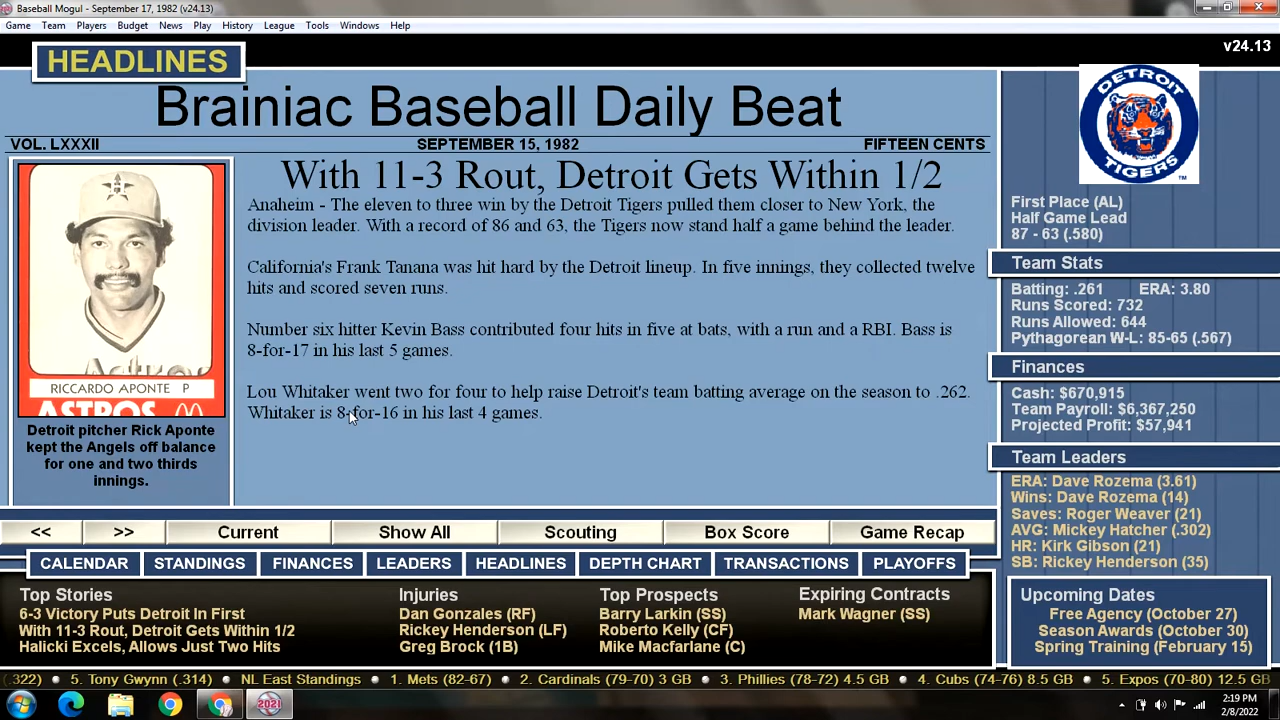 Baseball Mogul - September 17, 1982 (v24.13)
Game Team Players Budget News Play History League Tools Windows Help
HEADLINES
v24.13
Brainiac Baseball Daily Beat
VOL. LXXXII SEPTEMBER 15, 1982 FIFTEEN CENTS
With 11-3 Rout, Detroit Gets Within 1/2
Anaheim - The eleven to three win by the Detroit Tigers pulled them closer to New York, the
division leader. With a record of 86 and 63, the Tigers now stand half a game behind the leader.
California's Frank Tanana was hit hard by the Detroit lineup. In five innings, they collected twelve
hits and scored seven runs.
Number six hitter Kevin Bass contributed four hits in five at bats, with a run and a RBI. Bass is
8-for-17 in his last 5 games.
Lou Whitaker went two for four to help raise Detroit's team batting average on the season to .262.
Whitaker is 8-for-16 in his last 4 games.
RICCARDO APONTE P
ASTROS
Detroit pitcher Rick Aponte
kept the Angels off balance
for one and two thirds
innings.
DETROIT
TIGERS
TM
First Place (AL)
Half Game Lead
87 - 63 (.580)
Team Stats
Batting: .261 ERA: 3.80
Runs Scored: 732
Runs Allowed: 644
Pythagorean W-L: 85-65 (.567)
Finances
Cash: $670,915
Team Payroll: $6,367,250
Projected Profit: $57,941
Team Leaders
ERA: Dave Rozema (3.61)
Wins: Dave Rozema (14)
Saves: Roger Weaver (21)
AVG: Mickey Hatcher (.302)
HR: Kirk Gibson (21)
SB: Rickey Henderson (35)
<< >> Current Show All Scouting Box Score Game Recap
CALENDAR STANDINGS FINANCES LEADERS HEADLINES DEPTH CHART TRANSACTIONS PLAYOFFS
Top Stories
6-3 Victory Puts Detroit In First
With 11-3 Rout, Detroit Gets Within 1/2
Halicki Excels, Allows Just Two Hits
Injuries
Dan Gonzales (RF)
Rickey Henderson (LF)
Greg Brock (1B)
Top Prospects
Barry Larkin (SS)
Roberto Kelly (CF)
Mike Macfarlane (C)
Expiring Contracts
Mark Wagner (SS)
Upcoming Dates
Free Agency (October 27)
Season Awards (October 30)
Spring Training (February 15)
.322) • 5. Tony Gwynn (.314) • NL East Standings • 1. Mets (82-67) • 2. Cardinals (79-70) 3 GB • 3. Phillies (78-72) 4.5 GB • 4. Cubs (74-76) 8.5 GB • 5. Expos (70-80) 12.5 GB
2021
2:19 PM
2/8/2022